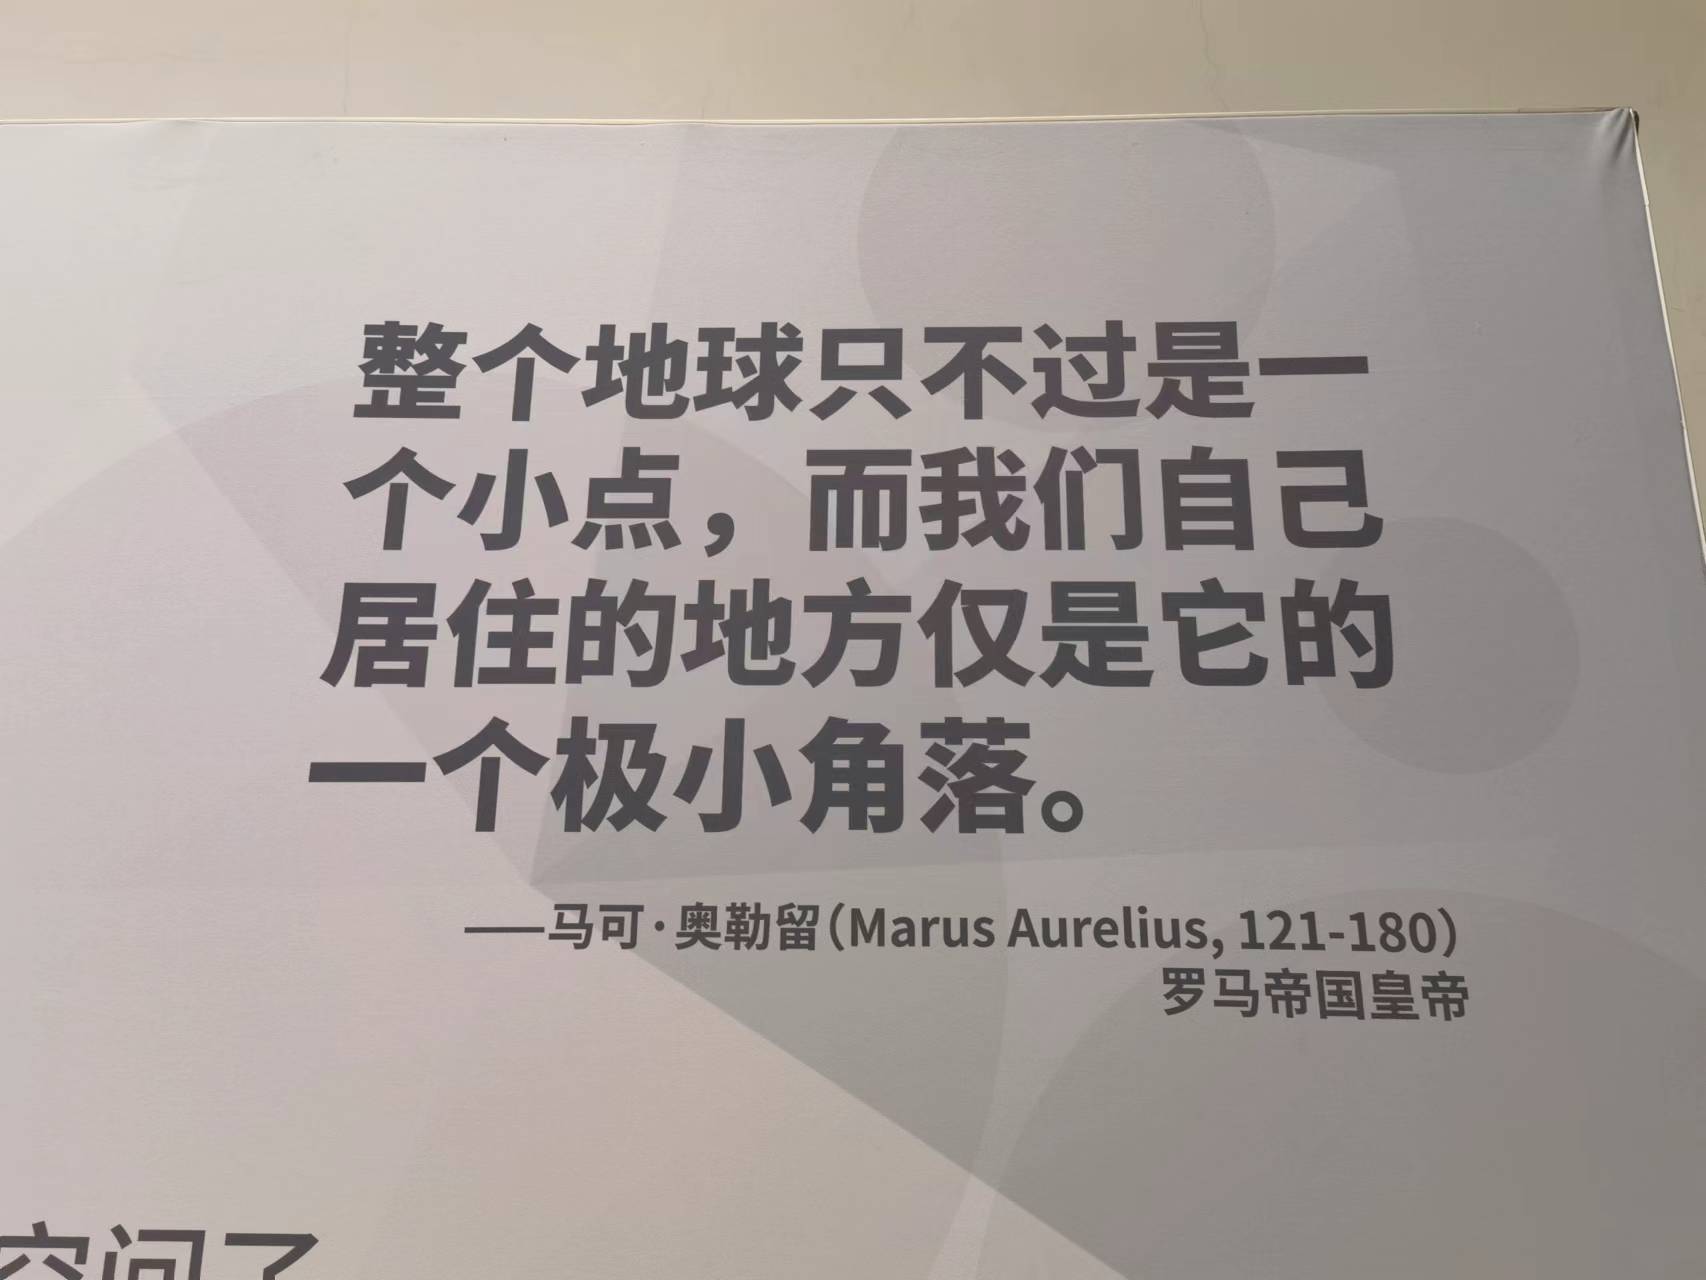 整个地球只不过是一
个小点，而我们自己
居住的地方仅是它的
一个极小角落。
——马可·奥勒留（Marus Aurelius, 121-180）
罗马帝国皇帝